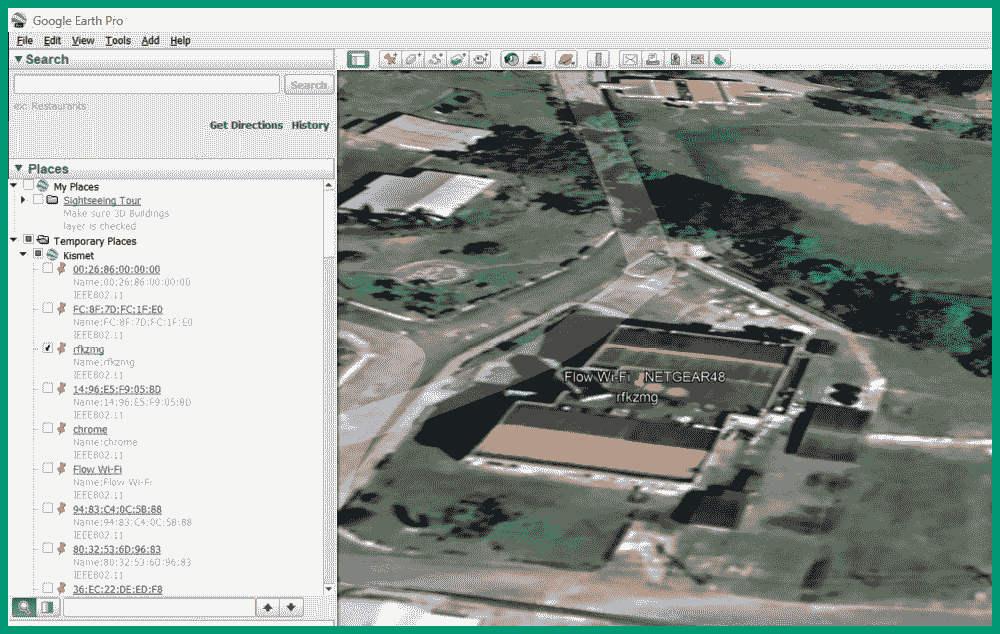 Google Earth Pro
File Edit View Tools Add Help
Search
Search
ex: Restaurants
Get Directions History
Places
My Places
Sightseeing Tour
Make sure 3D Buildings
layer is checked
Temporary Places
Kismet
00:26:86:00:00:00
Name:00:26:86:00:00:00
IEEE802.11
FC:8F:7D:FC:1F:E0
Name:FC:8F:7D:FC:1F:E0
IEEE802.11
rfkzmg
Name:rfkzmg
IEEE802.11
14:96:E5:F9:05:8D
Name:14:96:E5:F9:05:8D
IEEE802.11
chrome
Name:chrome
IEEE802.11
Flow Wi-Fi
Name:Flow Wi-Fi
IEEE802.11
94:83:C4:0C:5B:88
Name:94:83:C4:0C:5B:88
IEEE802.11
80:32:53:6D:96:83
Name:80:32:53:6D:96:83
IEEE802.11
36:EC:22:DE:ED:F8
Flow Wi-Fi NETGEAR48
rfkzmg